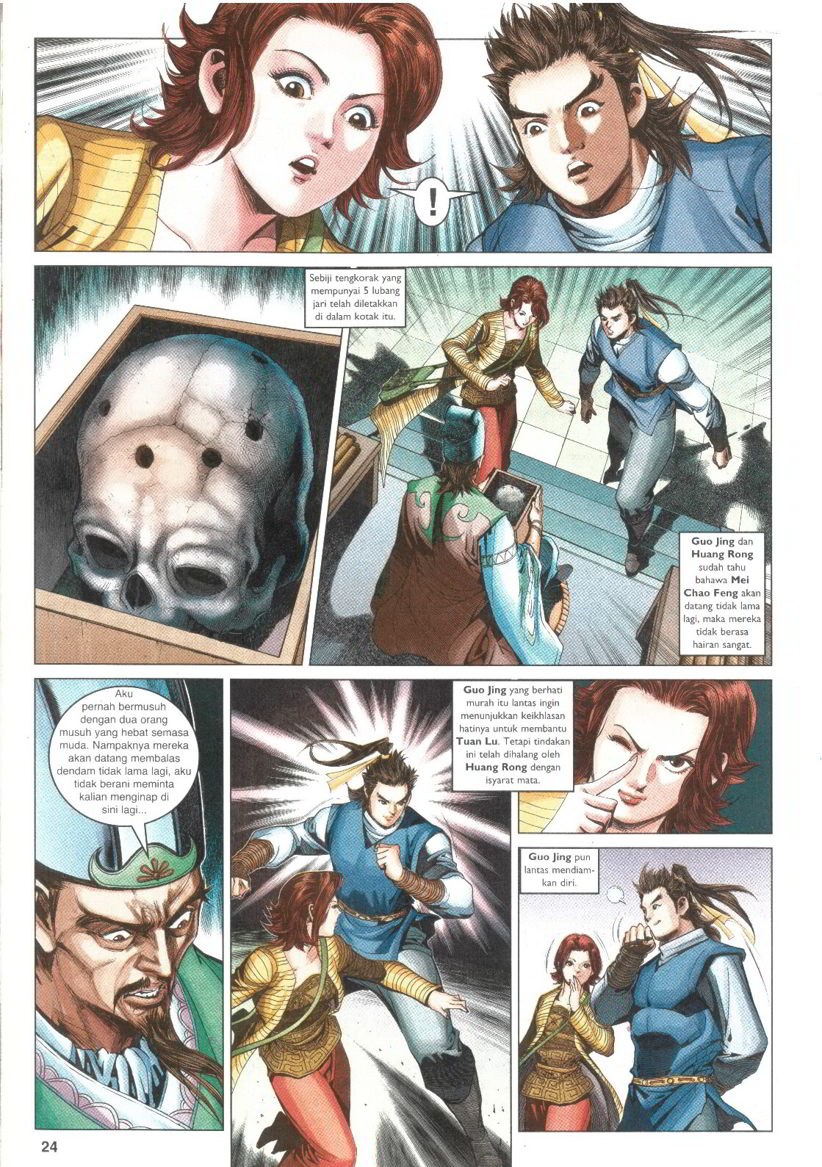 !
Sebiji tengkorak yang
mempunyai 5 lubang
jari telah diletakkan
di dalam kotak itu.
Guo Jing dan
Huang Rong
sudah tahu
bahawa Mei
Chao Feng akan
datang tidak lama
lagi, maka mereka
tidak berasa
hairan sangat.
Aku
pernah bermusuh
dengan dua orang
musuh yang hebat semasa
muda. Nampaknya mereka
akan datang membalas
dendam tidak lama lagi, aku
tidak berani meminta
kalian menginap di
sini lagi...
Guo Jing yang berhati
murah itu lantas ingin
menunjukkan keikhlasan
hatinya untuk membantu
Tuan Lu. Tetapi tindakan
ini telah dihalang oleh
Huang Rong dengan
isyarat mata.
Guo Jing pun
lantas mendiam-
kan diri.
24